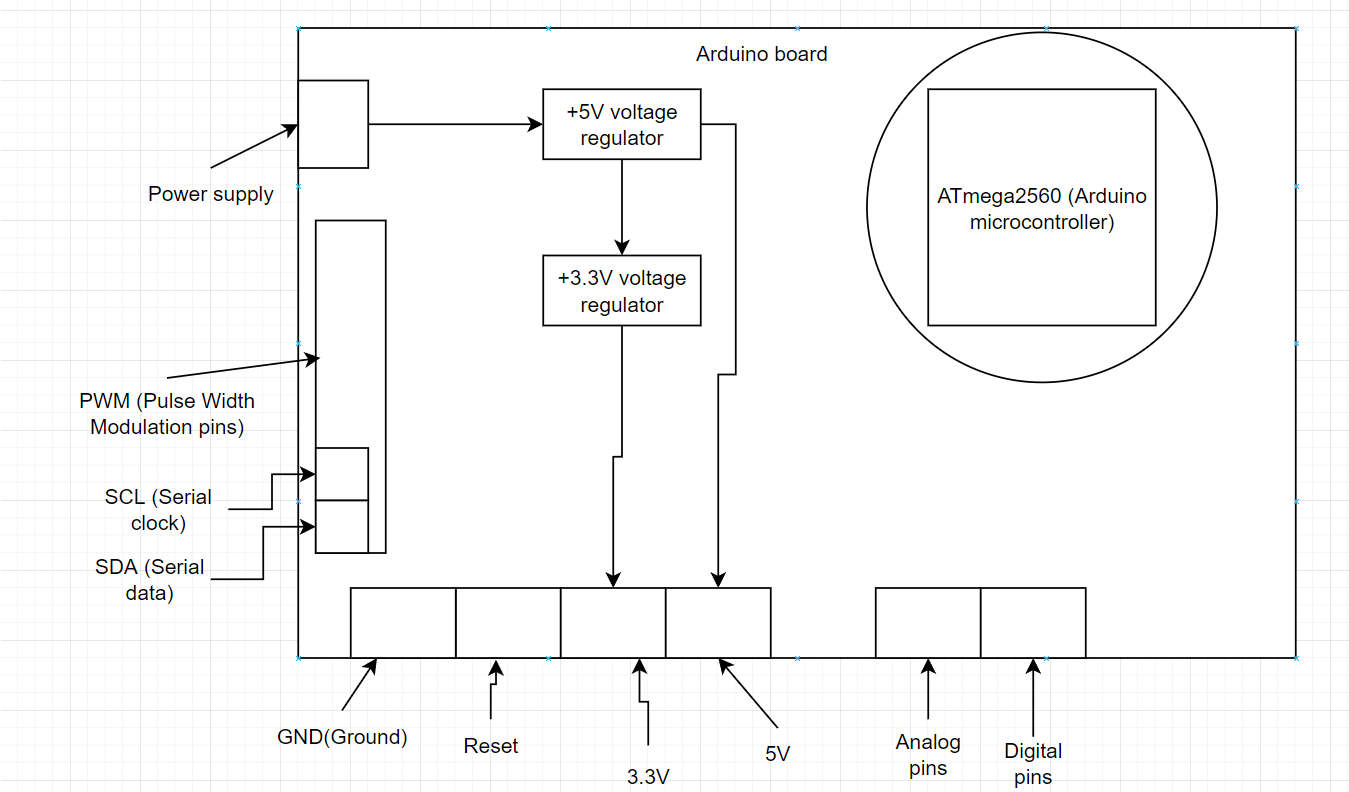 Arduino board
+5V voltage
regulator
ATmega2560 (Arduino
microcontroller)
Power supply
+3.3V voltage
regulator
PWM (Pulse Width
Modulation pins)
SCL (Serial
clock)
SDA (Serial
data)
GND(Ground)
Reset
3.3V
5V
Analog
pins
Digital
pins